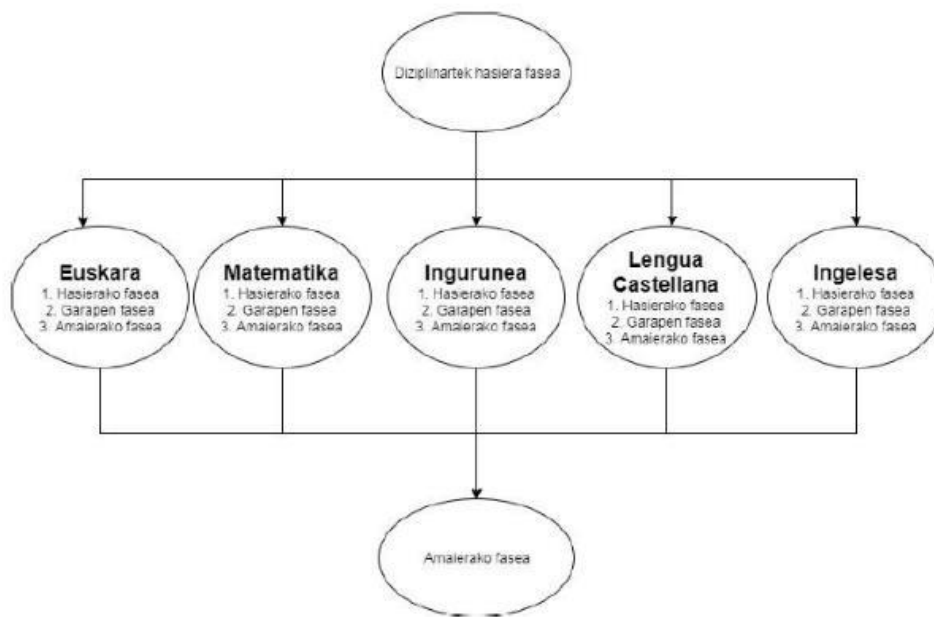 Diziplinartek hasiera fasea
Euskara
1. Hasierako fasea
2. Garapen fasea
3. Amaierako fasea
Matematika
1. Hasierako fasea
2. Garapen fasea
3. Amaierako fasea
Ingurunea
1. Hasierako fasea
2. Garapen fasea
3. Amaierako fasea
Lengua
Castellana
1. Hasierako fasea
2. Garapen fasea
3. Amaierako fasea
Ingelesa
1. Hasierako fasea
2. Garapen fasea
3. Amaierako fasea
Amaierako fasea